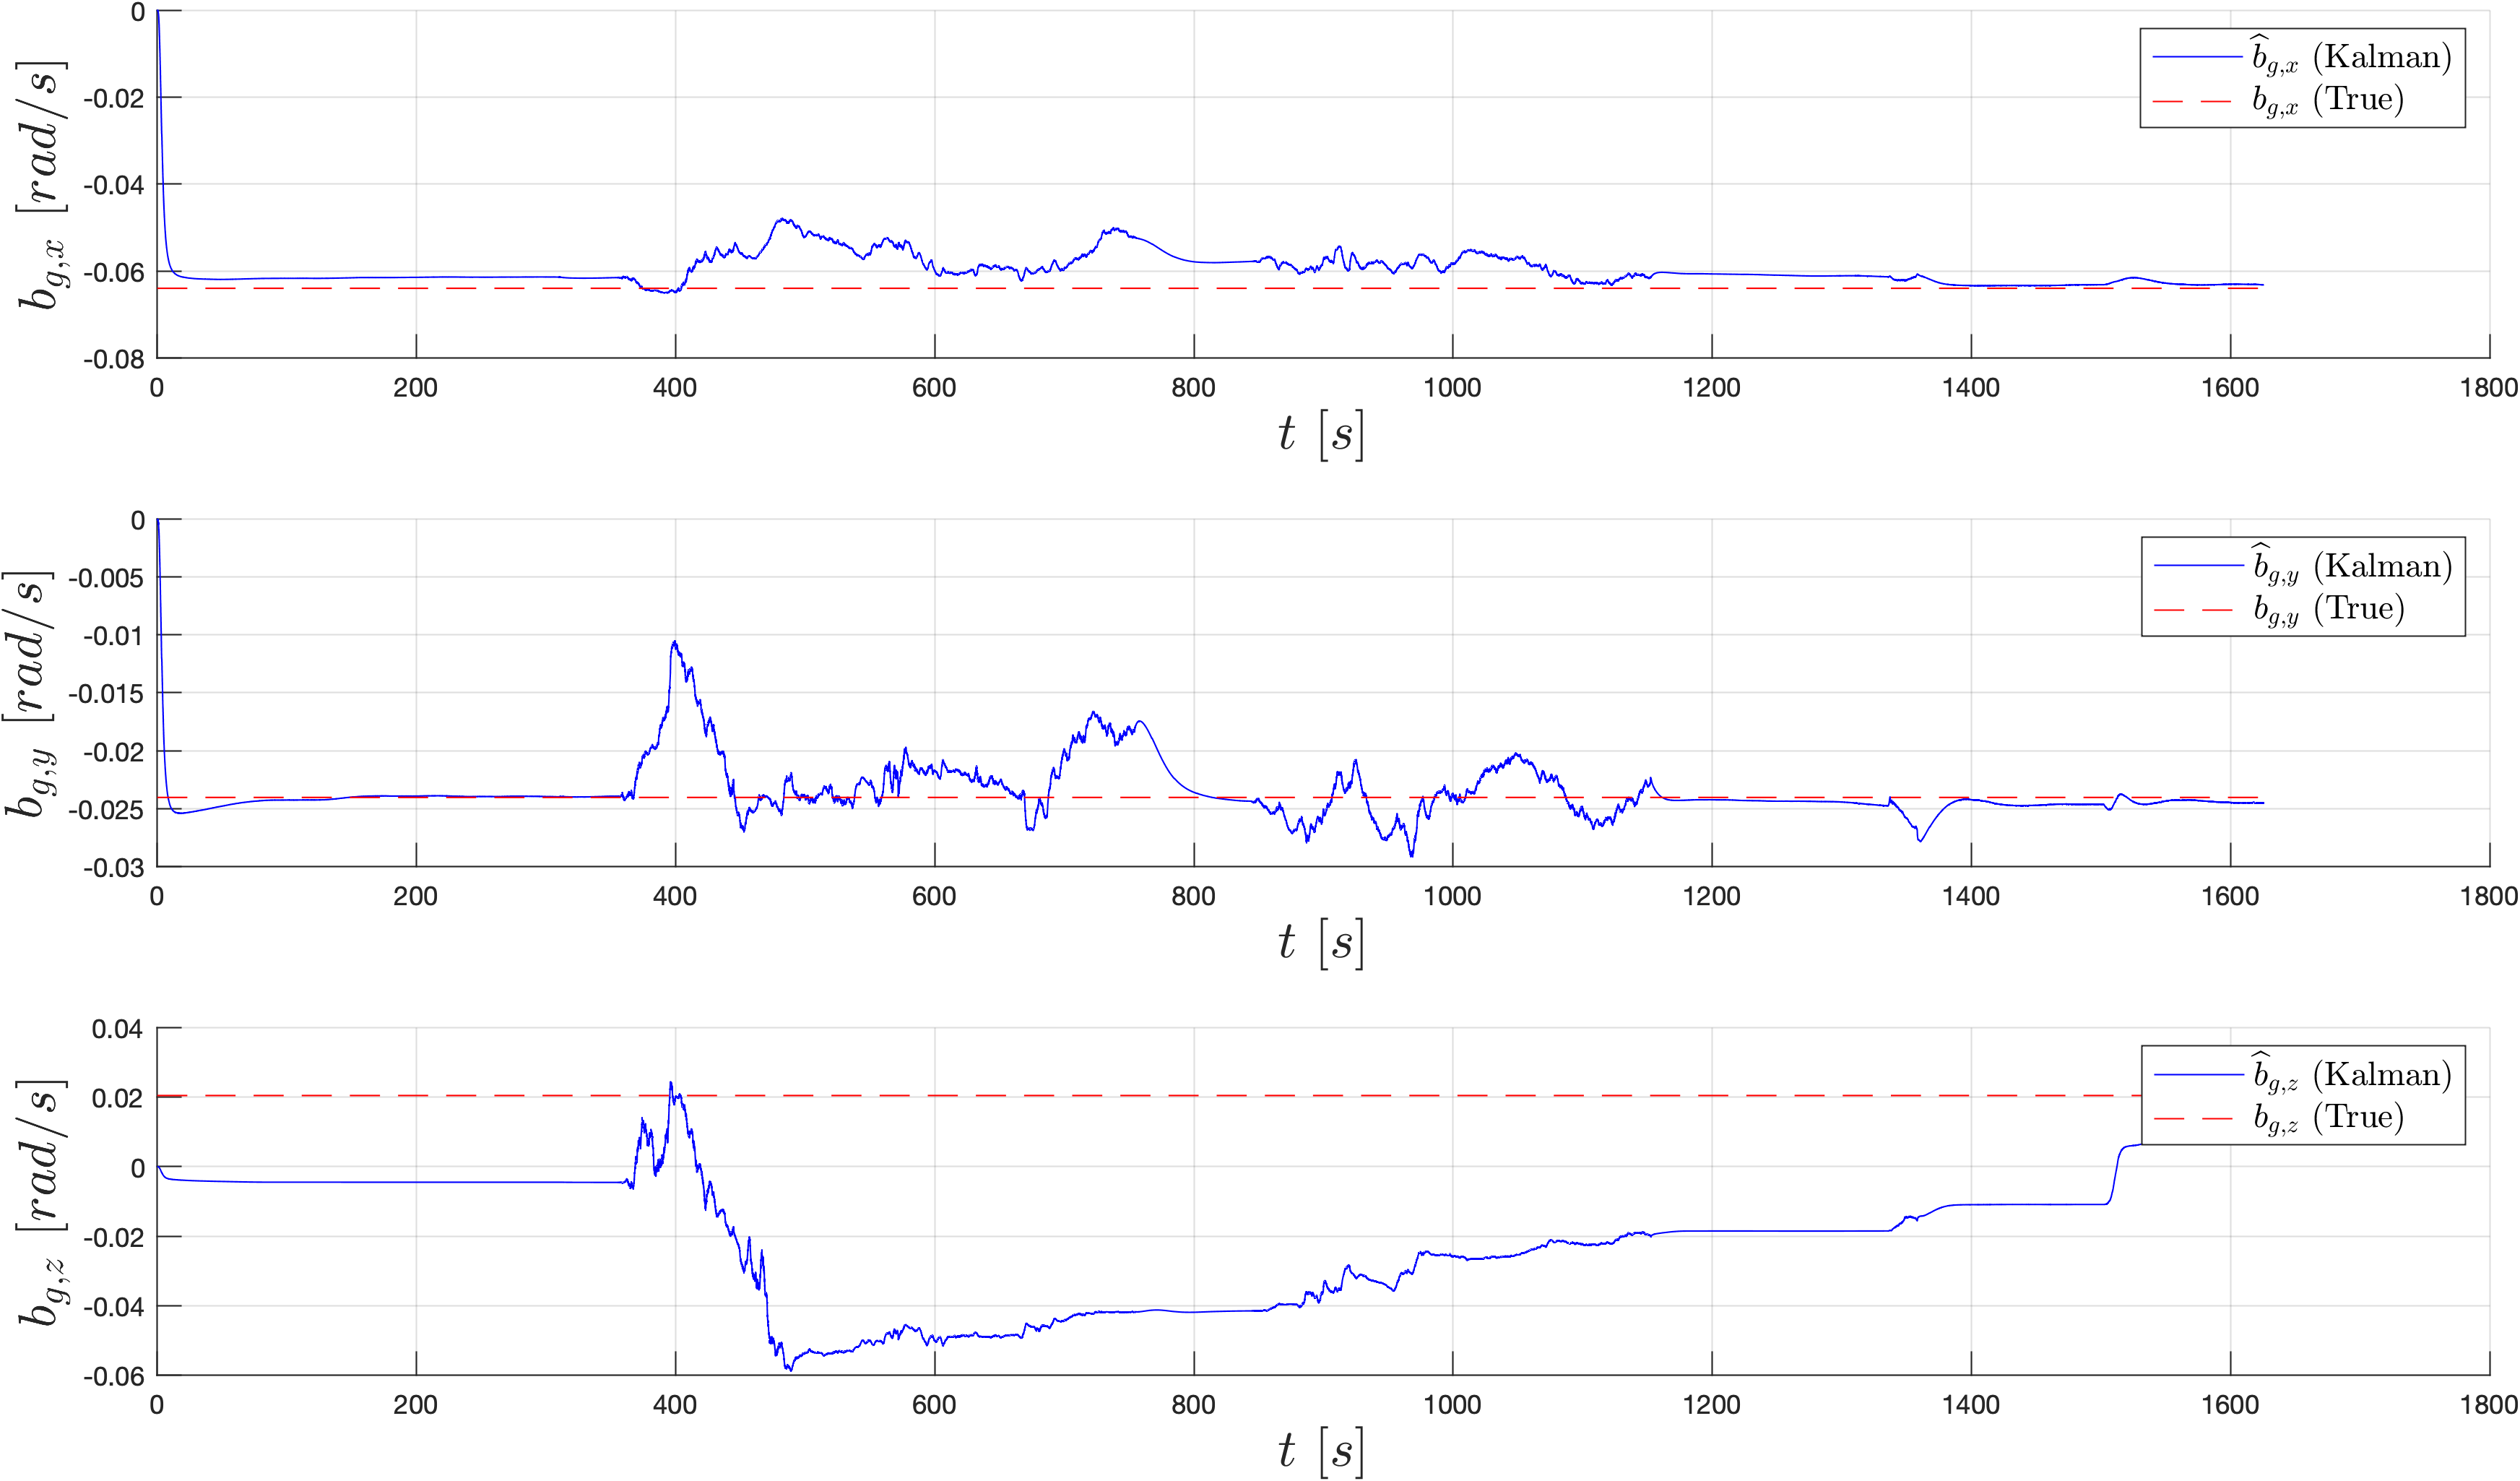 0
-0.02
-0.04
-0.06
-0.08
b_{g,x} [rad/s]
0 200 400 600 800 1000 1200 1400 1600 1800
t [s]
\widehat{b}_{g,x} (Kalman)
b_{g,x} (True)
0
-0.005
-0.01
-0.015
-0.02
-0.025
-0.03
b_{g,y} [rad/s]
0 200 400 600 800 1000 1200 1400 1600 1800
t [s]
\widehat{b}_{g,y} (Kalman)
b_{g,y} (True)
0.04
0.02
0
-0.02
-0.04
-0.06
b_{g,z} [rad/s]
0 200 400 600 800 1000 1200 1400 1600 1800
t [s]
\widehat{b}_{g,z} (Kalman)
b_{g,z} (True)